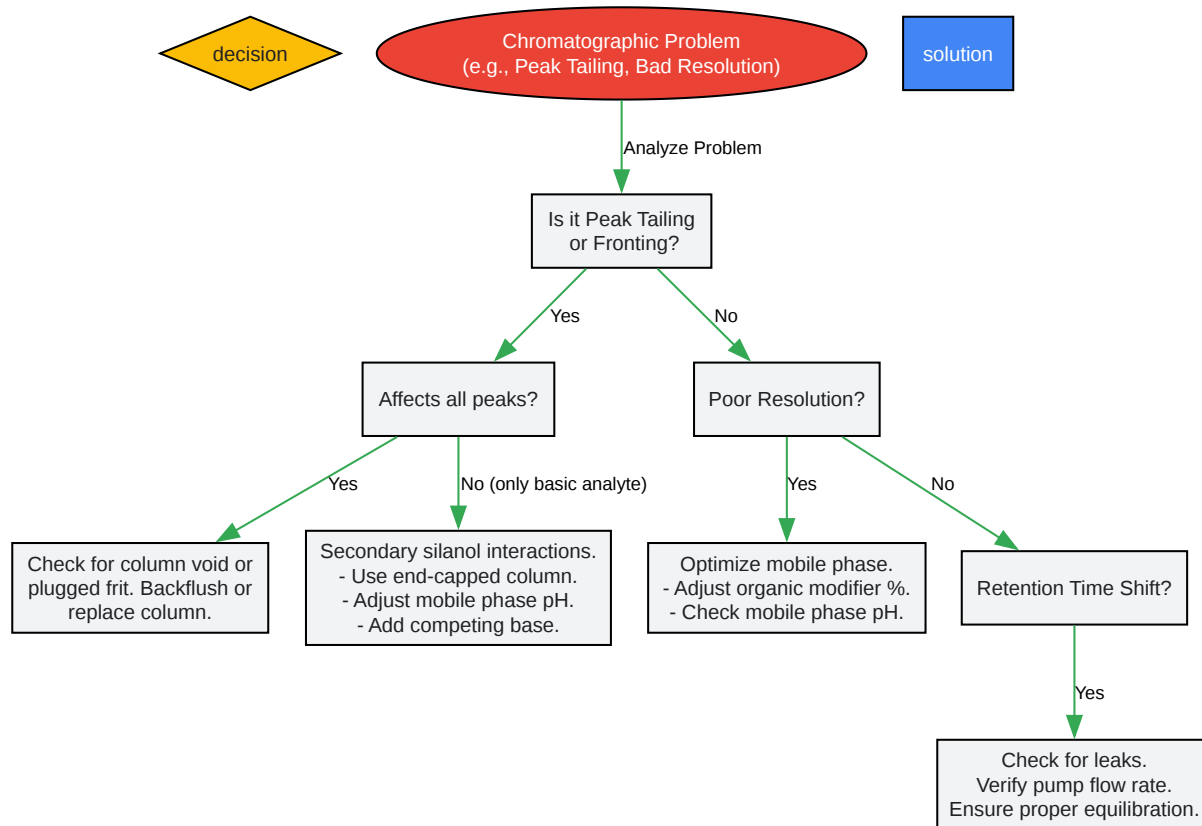 decision
Chromatographic Problem
(e.g., Peak Tailing, Bad Resolution)
solution
Analyze Problem
Is it Peak Tailing
or Fronting?
Yes
No
Affects all peaks?
Poor Resolution?
Yes
No (only basic analyte)
Yes
No
Check for column void or
plugged frit. Backflush or
replace column.
Secondary silanol interactions.
- Use end-capped column.
- Adjust mobile phase pH.
- Add competing base.
Optimize mobile phase.
- Adjust organic modifier %.
- Check mobile phase pH.
Retention Time Shift?
Yes
Check for leaks.
Verify pump flow rate.
Ensure proper equilibration.